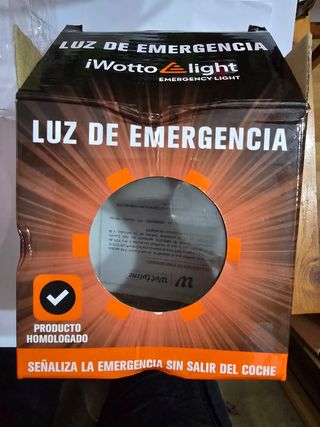 LUZ DE EMERGENCIA
iWotto light
EMERGENCY LIGHT
LUZ DE EMERGENCIA
Wottoline
PRODUCTO
HOMOLOGADO
SEÑALIZA LA EMERGENCIA SIN SALIR DEL COCHE